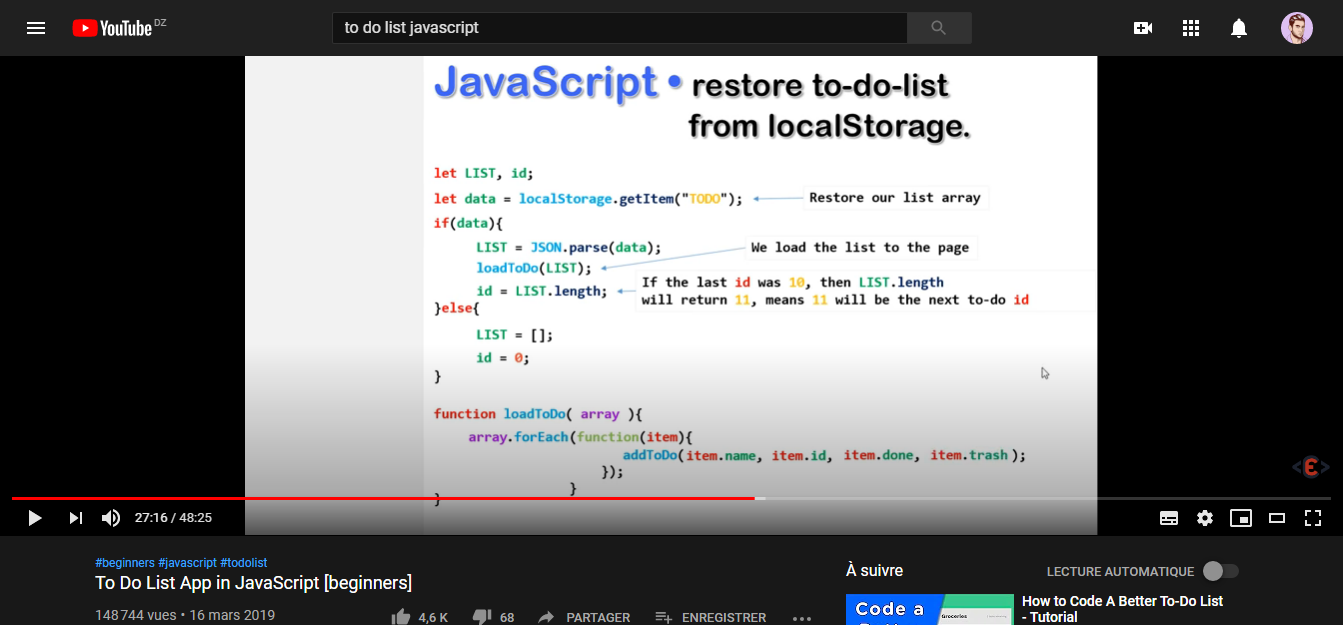 YouTube DZ
to do list javascript
JavaScript • restore to-do-list
from localStorage.
let LIST, id;
let data = localStorage.getItem("TODO");
Restore our list array
if(data){
LIST = JSON.parse(data);
We load the list to the page
loadToDo(LIST);
id = LIST.length;
If the last id was 10, then LIST.length
will return 11, means 11 will be the next to-do id
}else{
LIST = [];
id = 0;
}
function loadToDo( array ){
array.forEach(function(item){
addToDo(item.name, item.id, item.done, item.trash );
});
}
}
<E>
27:16 / 48:25
#beginners #javascript #todolist
To Do List App in JavaScript [beginners]
148 744 vues • 16 mars 2019
4,6 K
68
PARTAGER
ENREGISTRER
À suivre
LECTURE AUTOMATIQUE
Code a
Groceries
How to Code A Better To-Do List
- Tutorial